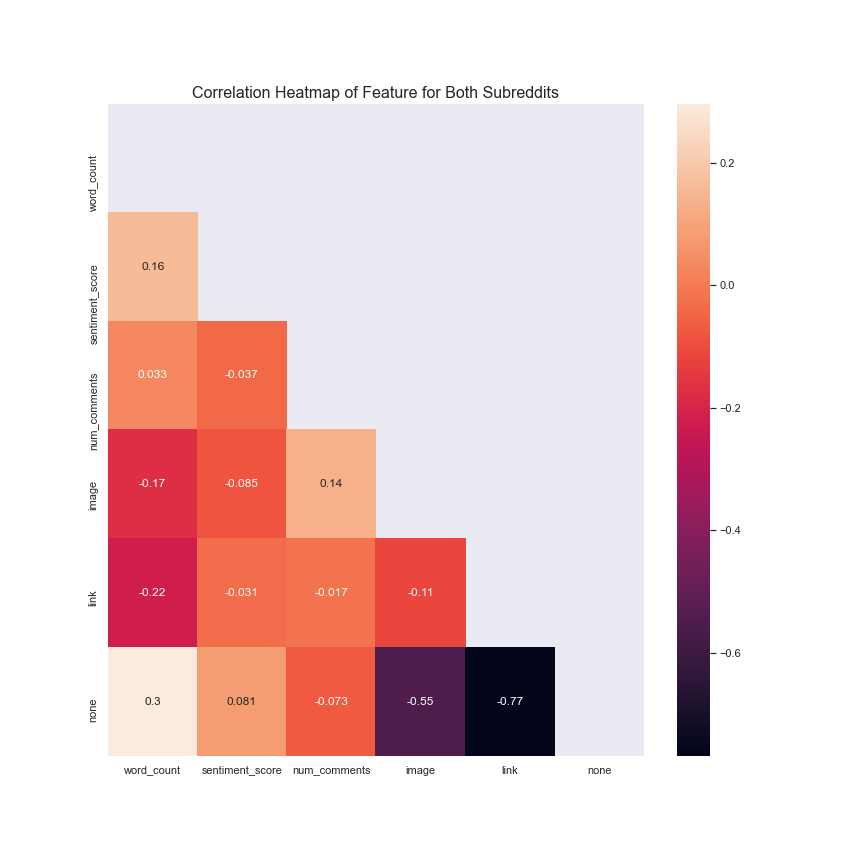 Correlation Heatmap of Feature for Both Subreddits
word_count
sentiment_score
num_comments
image
link
none
0.16
0.033 -0.037
-0.17 -0.085 0.14
-0.22 -0.031 -0.017 -0.11
0.3 0.081 -0.073 -0.55 -0.77
word_count sentiment_score num_comments image link none
0.2
0.0
−0.2
−0.4
−0.6